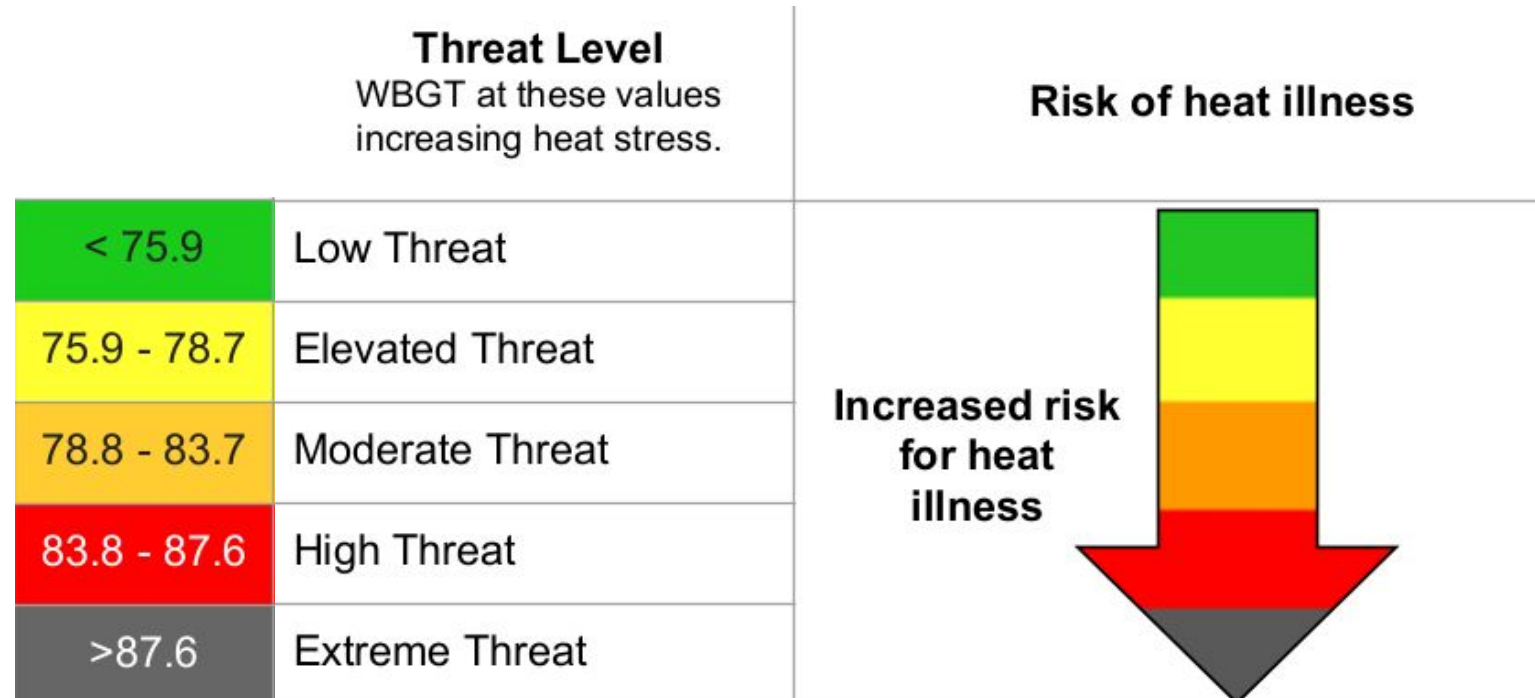 Threat Level
WBGT at these values
increasing heat stress.
Risk of heat illness
< 75.9
Low Threat
75.9 - 78.7
Elevated Threat
78.8 - 83.7
Moderate Threat
83.8 - 87.6
High Threat
>87.6
Extreme Threat
Increased risk
for heat
illness